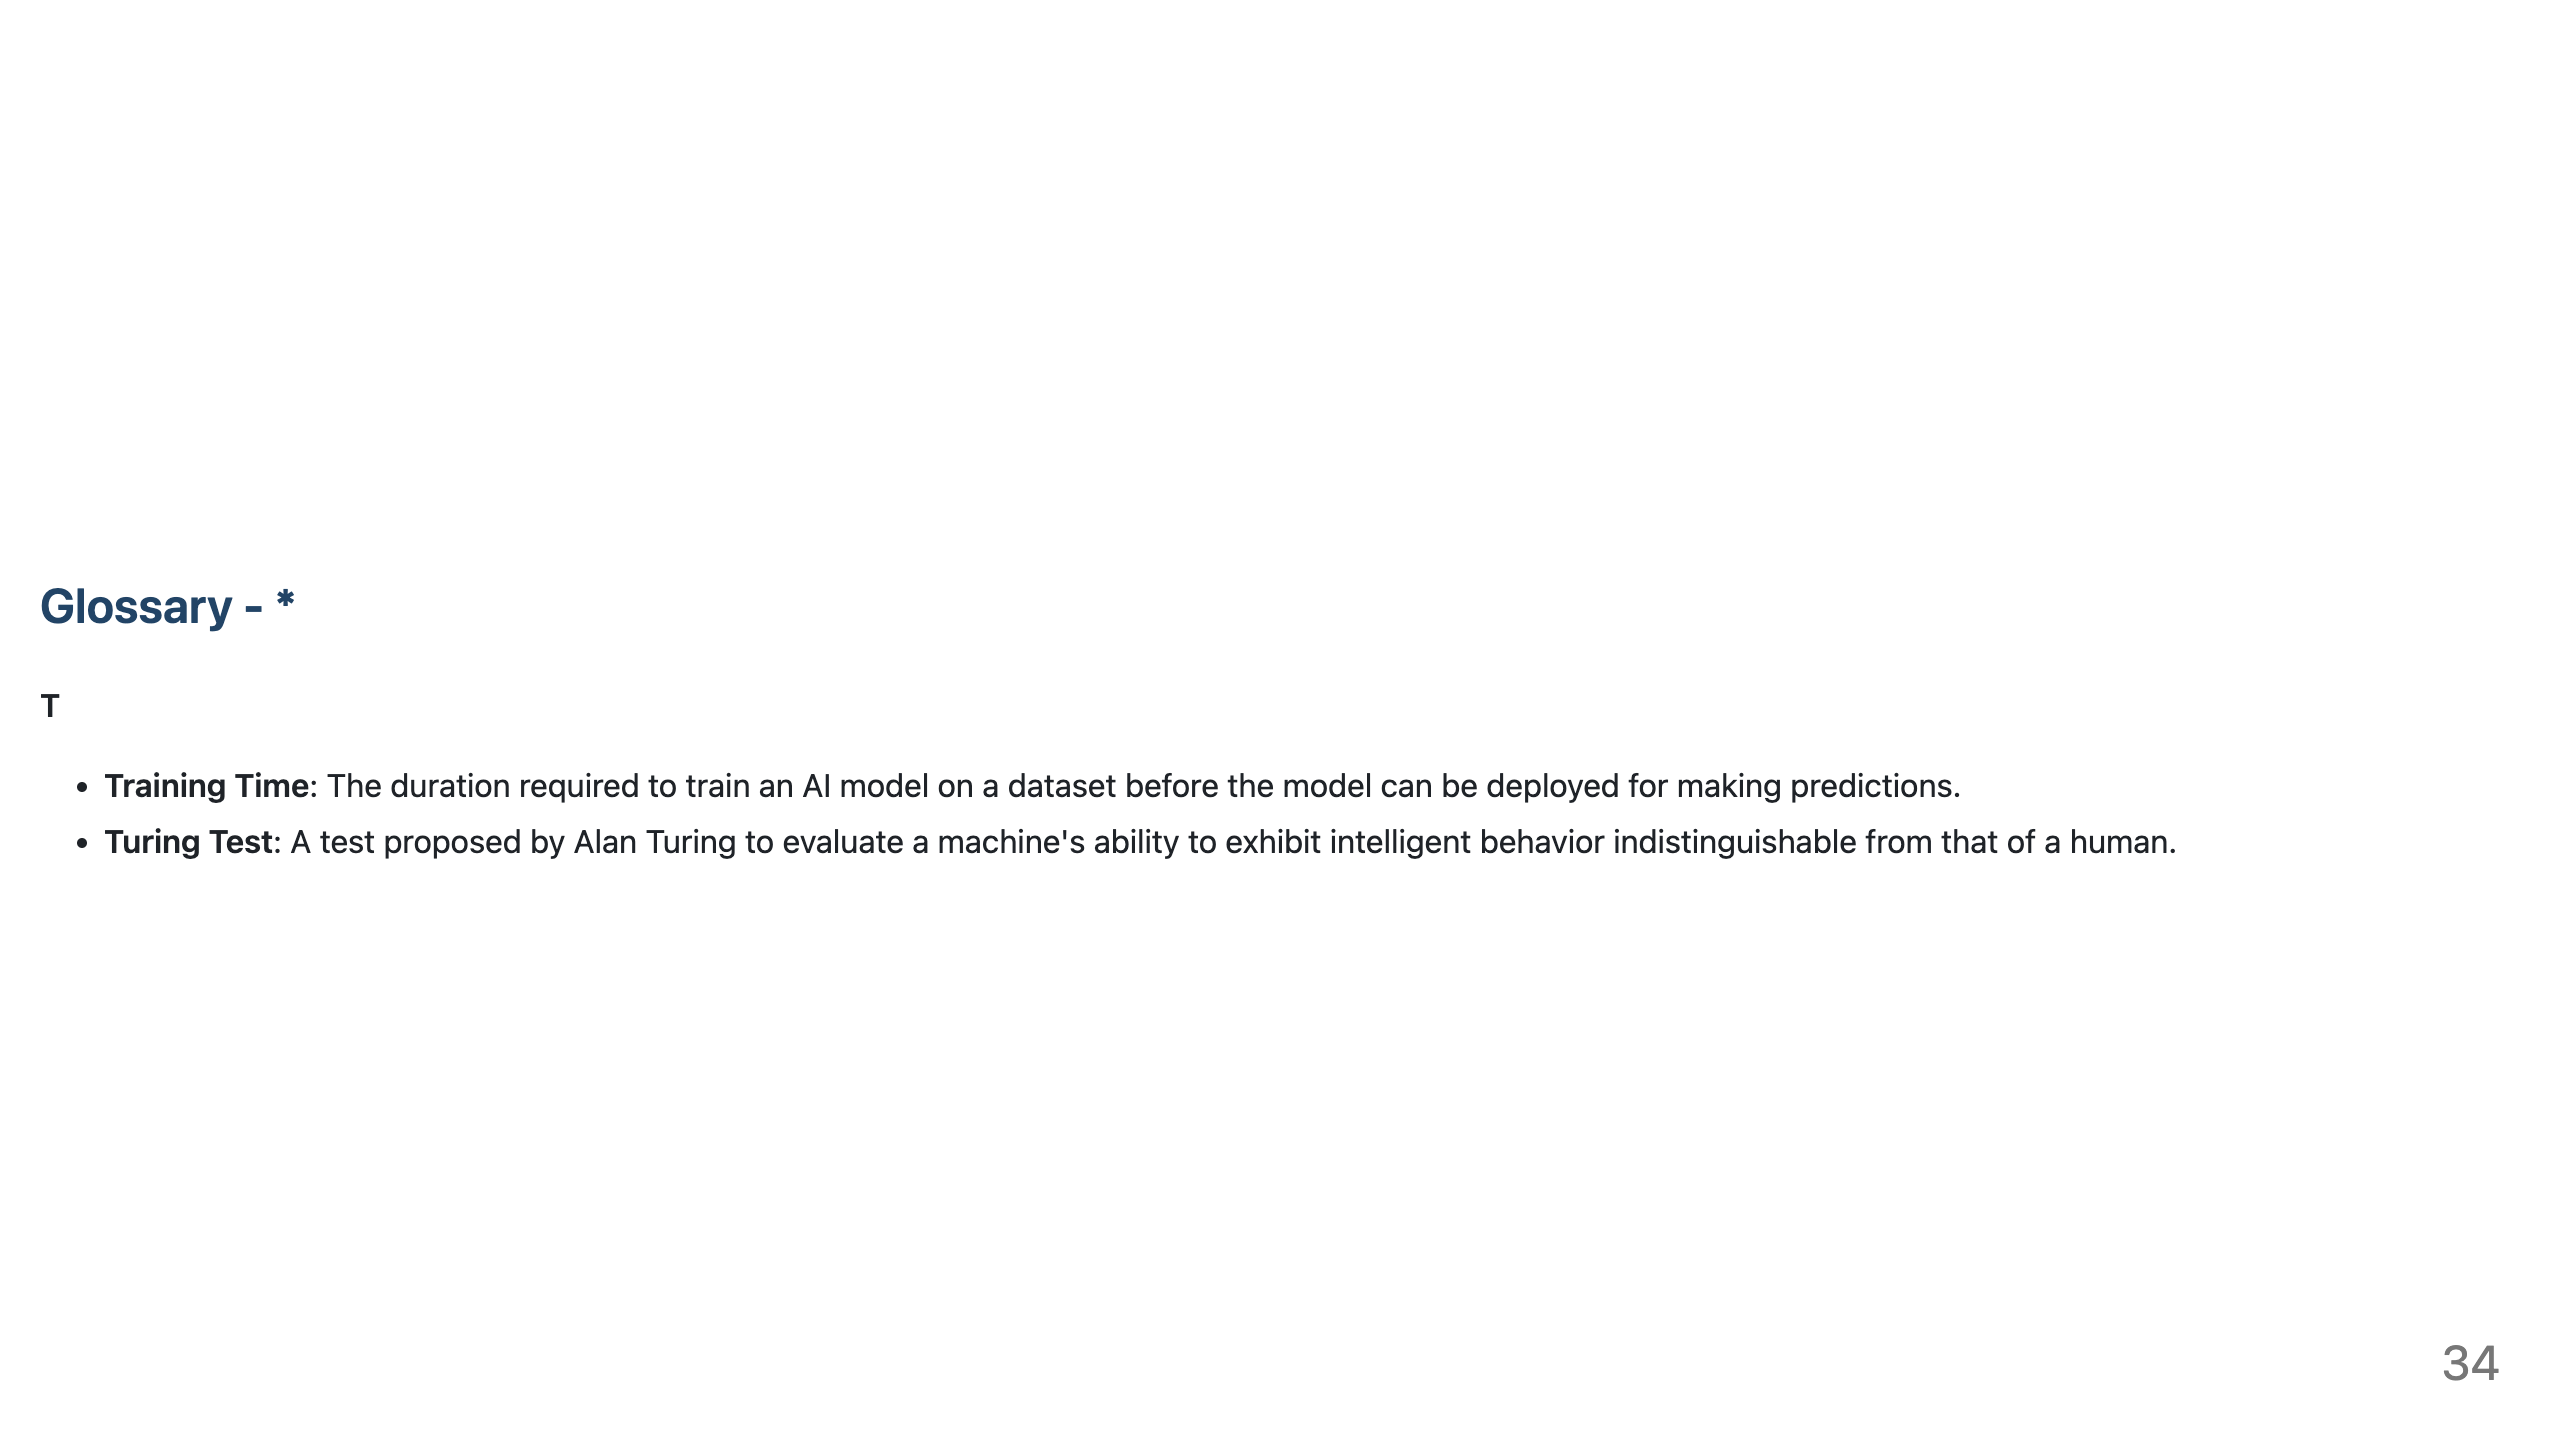 Glossary - *
T
• Training Time: The duration required to train an AI model on a dataset before the model can be deployed for making predictions.
• Turing Test: A test proposed by Alan Turing to evaluate a machine's ability to exhibit intelligent behavior indistinguishable from that of a human.
34